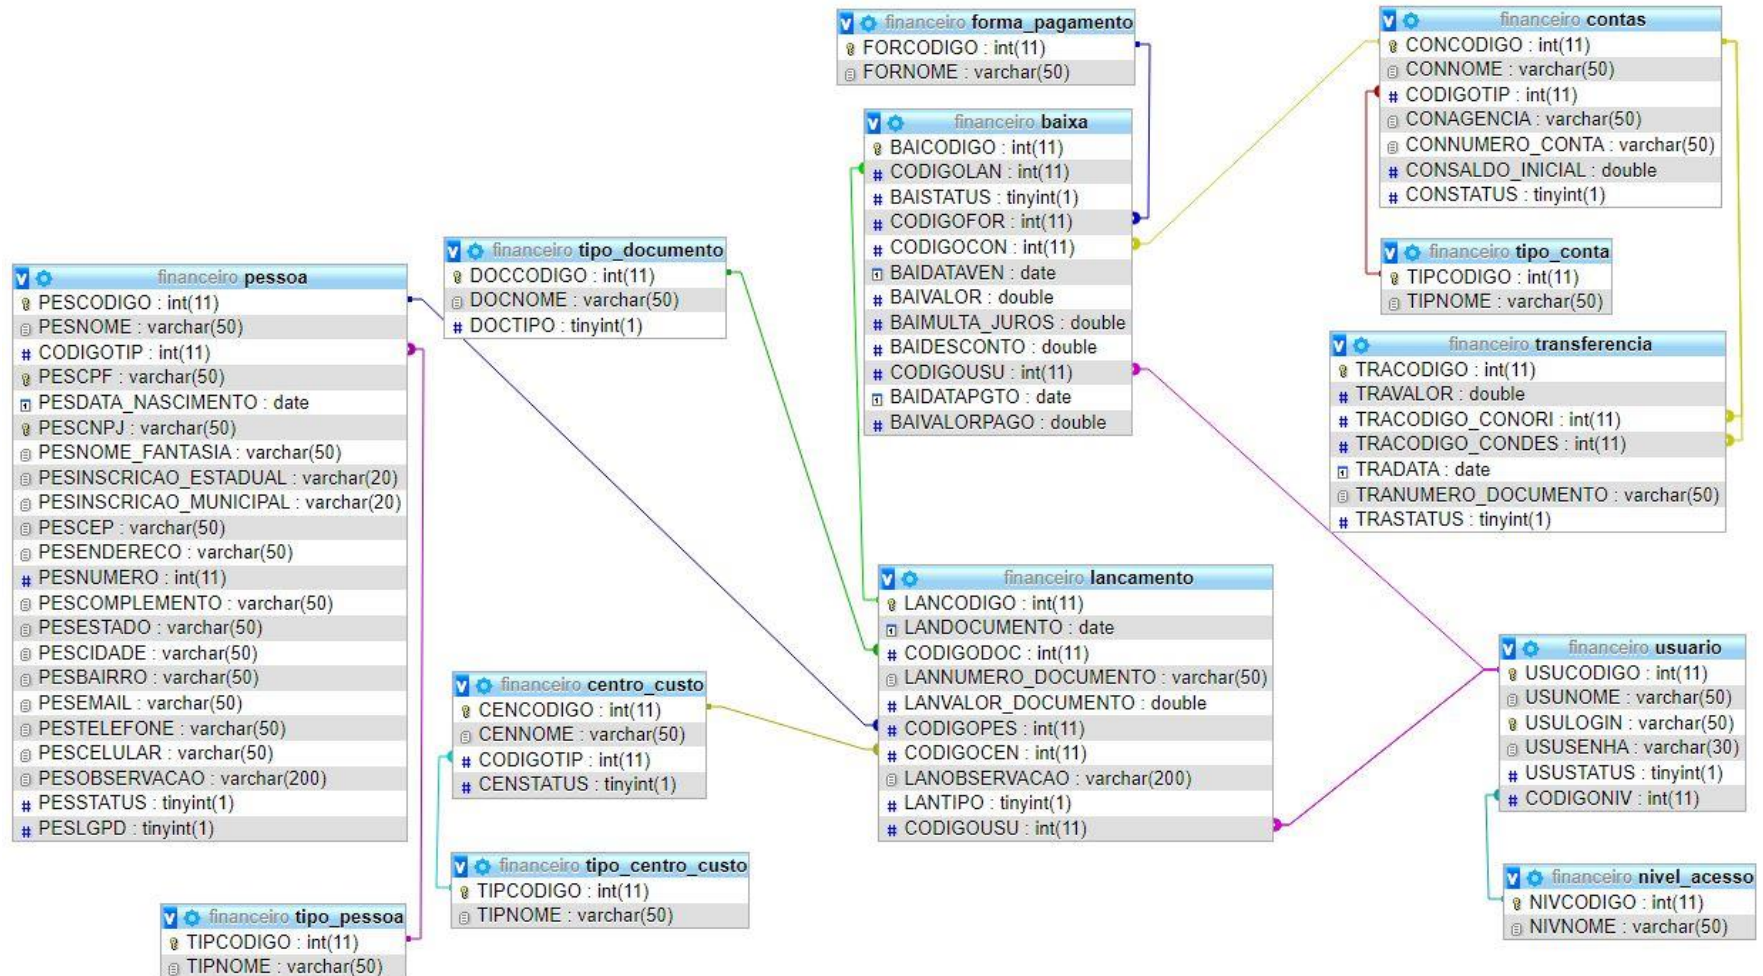 financeiro forma_pagamento
FORCODIGO : int(11)
FORNOME : varchar(50)
financeiro contas
CONCODIGO : int(11)
CONNOME : varchar(50)
# CODIGOTIP : int(11)
CONAGENCIA : varchar(50)
CONNUMERO_CONTA : varchar(50)
# CONSALDO_INICIAL : double
# CONSTATUS : tinyint(1)
financeiro baixa
BAICODIGO : int(11)
# CODIGOLAN : int(11)
# BAISTATUS : tinyint(1)
# CODIGOFOR : int(11)
# CODIGOCON : int(11)
BAIDATAVEN : date
# BAIVALOR : double
# BAIMULTA_JUROS : double
# BAIDESCONTO : double
# CODIGOUSU : int(11)
BAIDATAPGTO : date
# BAIVALORPAGO : double
financeiro tipo_conta
TIPCODIGO : int(11)
TIPNOME : varchar(50)
financeiro tipo_documento
DOCCODIGO : int(11)
DOCNOME : varchar(50)
# DOCTIPO : tinyint(1)
financeiro pessoa
PESCODIGO : int(11)
PESNOME : varchar(50)
# CODIGOTIP : int(11)
PESCPF : varchar(50)
PESDATA_NASCIMENTO : date
PESCNPJ : varchar(50)
PESNOME_FANTASIA : varchar(50)
PESINSCRICAO_ESTADUAL : varchar(20)
PESINSCRICAO_MUNICIPAL : varchar(20)
PESCEP : varchar(50)
PESENDERECO : varchar(50)
# PESNUMERO : int(11)
PESCOMPLEMENTO : varchar(50)
PESESTADO : varchar(50)
PESCIDADE : varchar(50)
PESBAIRRO : varchar(50)
PESEMAIL : varchar(50)
PESTELEFONE : varchar(50)
PESCELULAR : varchar(50)
PESOBSERVACAO : varchar(200)
# PESSTATUS : tinyint(1)
# PESLGPD : tinyint(1)
financeiro transferencia
TRACODIGO : int(11)
# TRAVALOR : double
# TRACODIGO_CONORI : int(11)
# TRACODIGO_CONDES : int(11)
TRADATA : date
TRANUMERO_DOCUMENTO : varchar(50)
# TRASTATUS : tinyint(1)
financeiro lancamento
LANCODIGO : int(11)
LANDOCUMENTO : date
# CODIGODOC : int(11)
LANNUMERO_DOCUMENTO : varchar(50)
# LANVALOR_DOCUMENTO : double
# CODIGOPES : int(11)
# CODIGOCEN : int(11)
LANOBSERVACAO : varchar(200)
# LANTIPO : tinyint(1)
# CODIGOUSU : int(11)
financeiro usuario
USUCODIGO : int(11)
USUNOME : varchar(50)
USULOGIN : varchar(50)
USUSENHA : varchar(30)
# USUSTATUS : tinyint(1)
# CODIGONIV : int(11)
financeiro centro_custo
CENCODIGO : int(11)
CENNOME : varchar(50)
# CODIGOTIP : int(11)
# CENSTATUS : tinyint(1)
financeiro tipo_centro_custo
TIPCODIGO : int(11)
TIPNOME : varchar(50)
financeiro nivel_acesso
NIVCODIGO : int(11)
NIVNOME : varchar(50)
financeiro tipo_pessoa
TIPCODIGO : int(11)
TIPNOME : varchar(50)